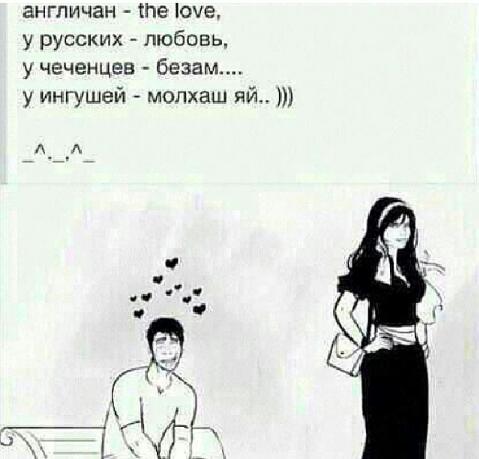 англичан - the love,
у русских - любовь,
у чеченцев - безам....
у ингушей - молхаш яй.. )))
_^._.^_